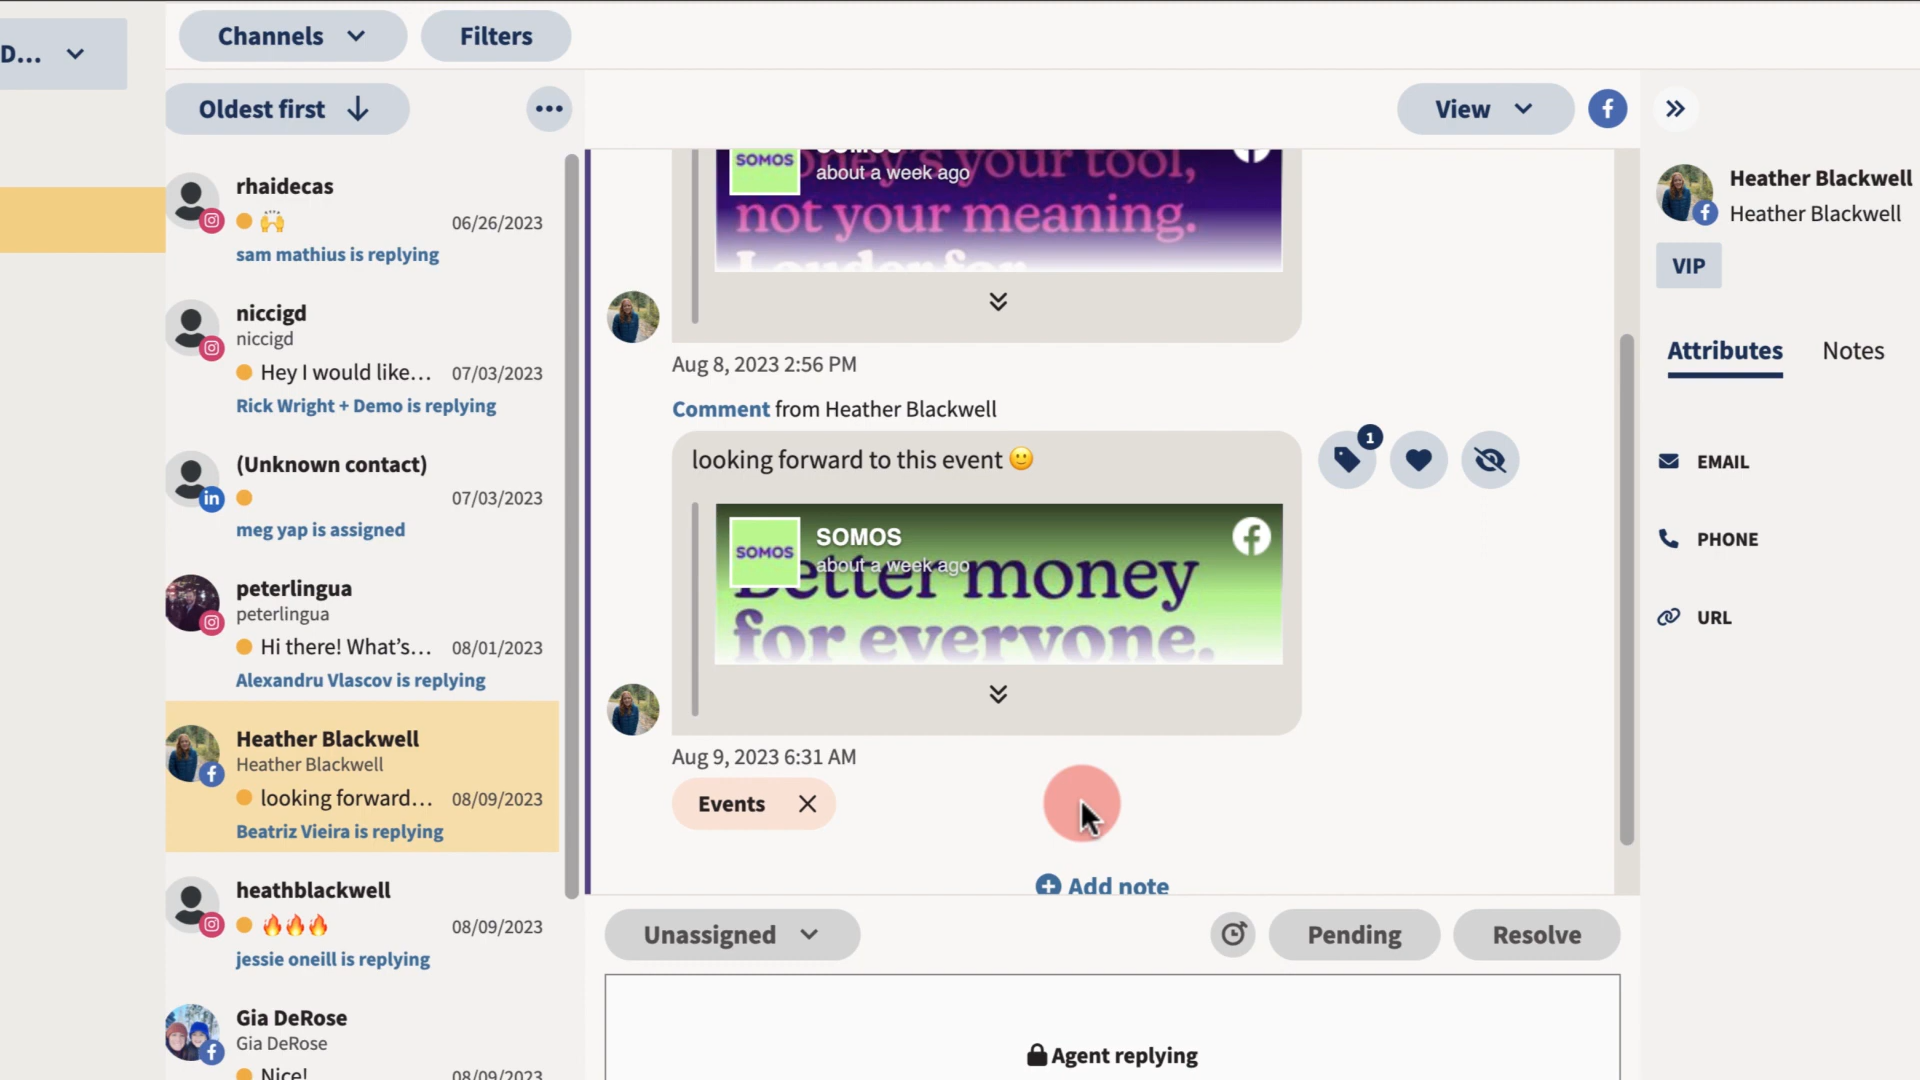 D...
Channels
Filters
Oldest first
View
rhaidecas
🙌 06/26/2023
sam mathius is replying
niccigd
niccigd
Hey I would like... 07/03/2023
Rick Wright + Demo is replying
(Unknown contact)
in
07/03/2023
meg yap is assigned
peterlingua
peterlingua
Hi there! What's... 08/01/2023
Alexandru Vlascov is replying
Heather Blackwell
Heather Blackwell
looking forward... 08/09/2023
Beatriz Vieira is replying
heathblackwell
🔥🔥🔥 08/09/2023
jessie oneill is replying
Gia DeRose
Gia DeRose
Nice! 08/09/2023
SOMOS
SOMOS
about a week ago
your tool,
not your meaning.
Louder for
Aug 8, 2023 2:56 PM
Comment from Heather Blackwell
looking forward to this event 🙂
1
SOMOS
SOMOS
about a week ago
Better money
for everyone.
Aug 9, 2023 6:31 AM
Events
Add note
Unassigned
Pending
Resolve
Agent replying
Heather Blackwell
Heather Blackwell
VIP
Attributes
Notes
EMAIL
PHONE
URL